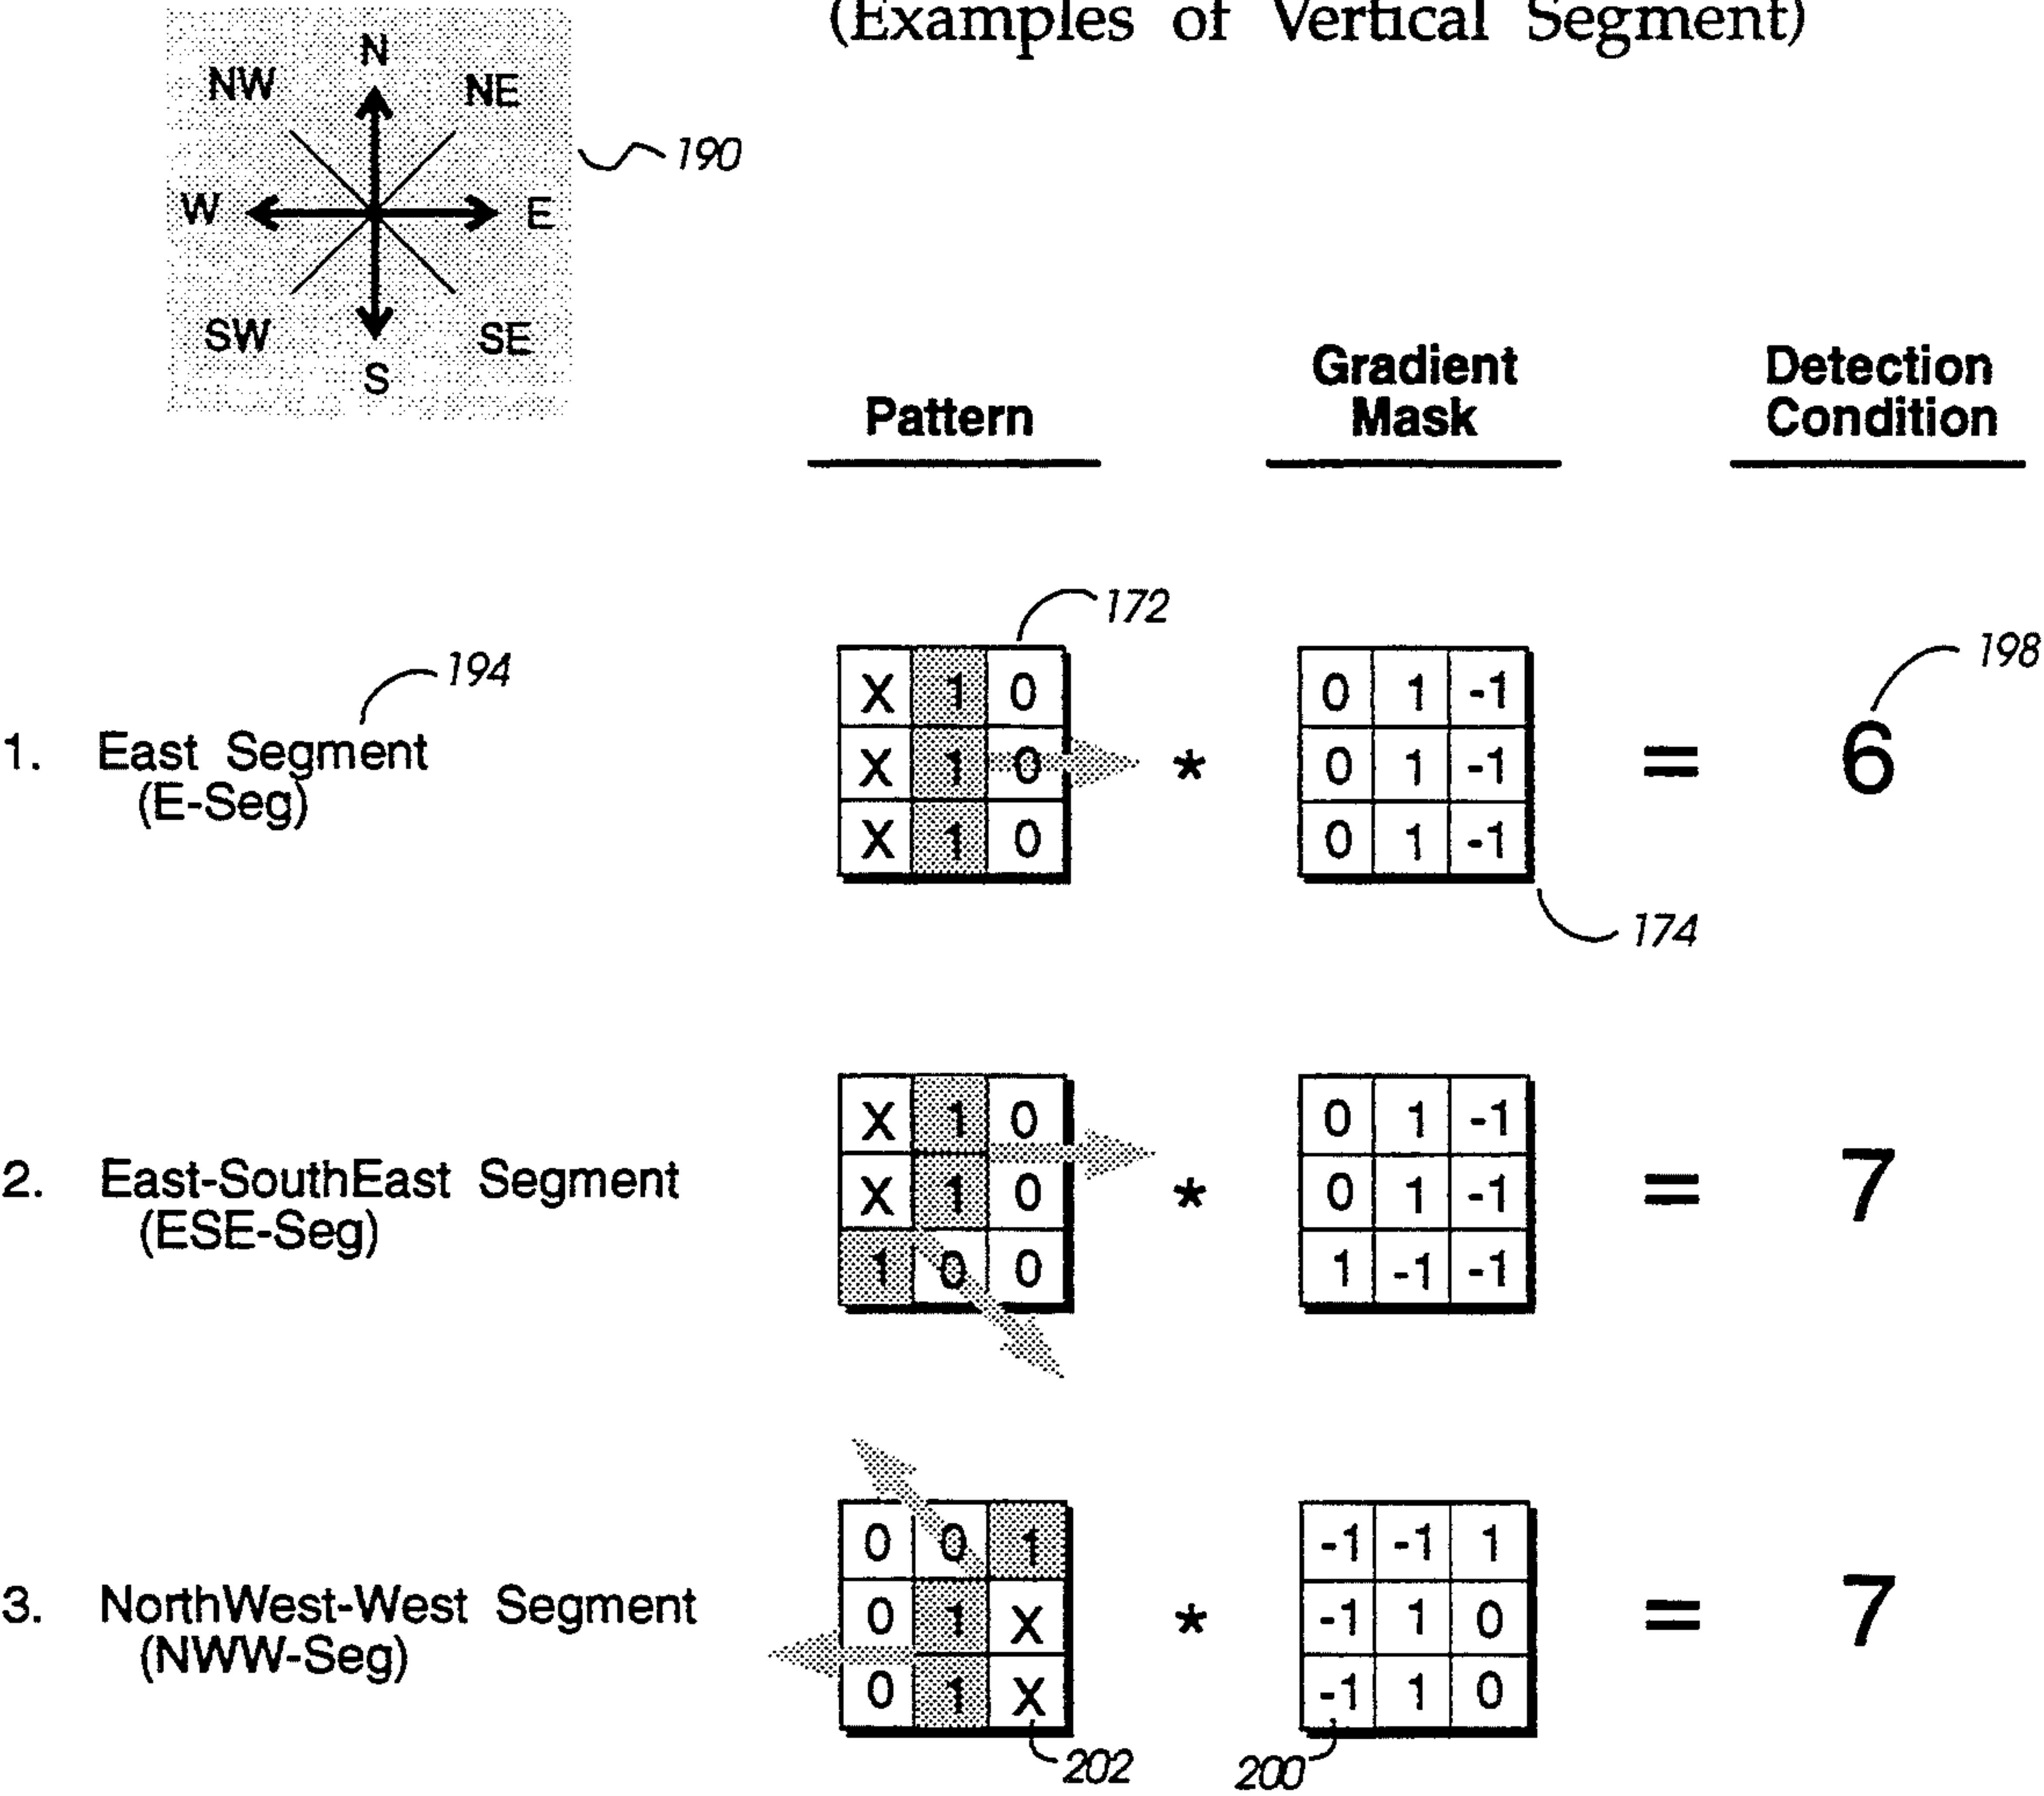 (Examples of Vertical Segment)
N
NW NE
190
W E
SW SE
S
Pattern Gradient Mask Detection Condition
172
194
198
X 1 0 0 1 -1
1. East Segment
(E-Seg)
X 1 0 * 0 1 -1 = 6
X 1 0 0 1 -1
174
X 1 0 0 1 -1
2. East-SouthEast Segment
(ESE-Seg)
X 1 0 * 0 1 -1 = 7
1 0 0 1 -1 -1
0 0 1 -1 -1 1
3. NorthWest-West Segment
(NWW-Seg)
0 1 X * -1 1 0 = 7
0 1 X -1 1 0
202 200